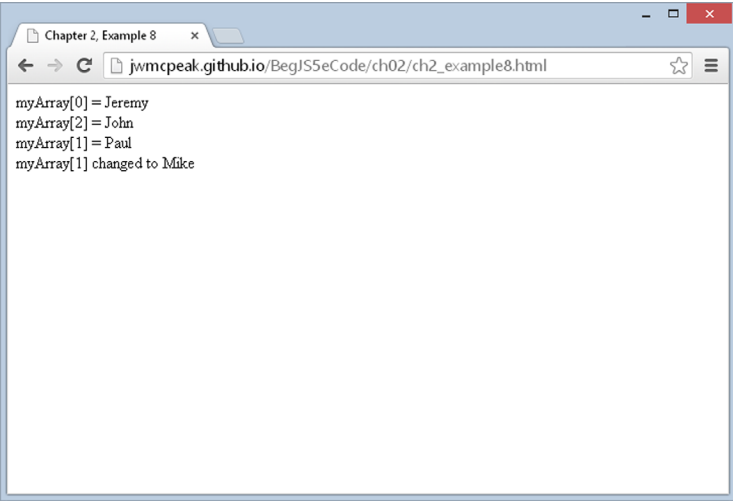 Chapter 2, Example 8
jwmcpeak.github.io/BegJS5eCode/ch02/ch2_example8.html
myArray[0] = Jeremy
myArray[2] = John
myArray[1] = Paul
myArray[1] changed to Mike